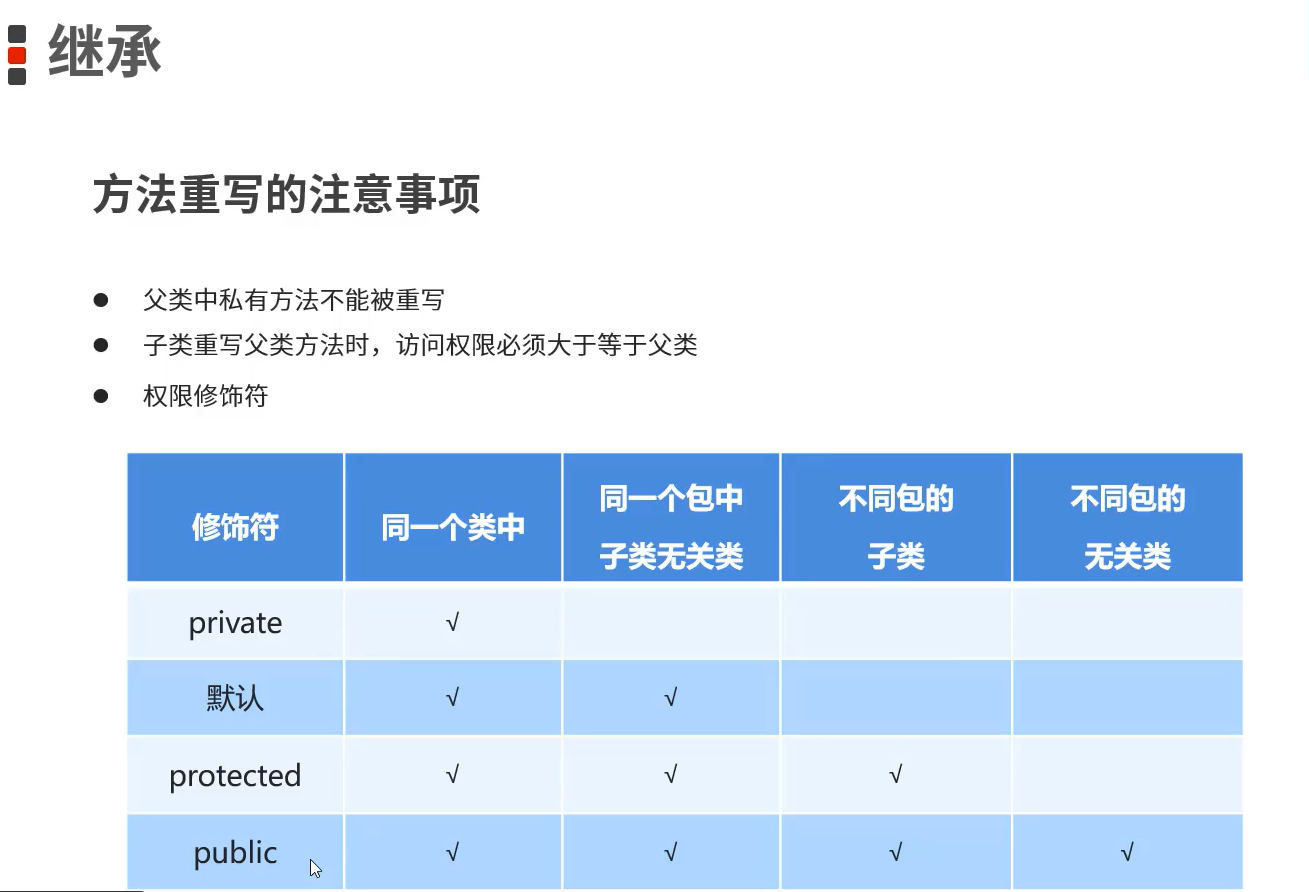 继承
方法重写的注意事项
● 父类中私有方法不能被重写
● 子类重写父类方法时，访问权限必须大于等于父类
● 权限修饰符
修饰符 同一个类中 同一个包中 不同包的 不同包的
子类无关类 子类 无关类
private √
默认 √ √
protected √ √ √
public √ √ √ √